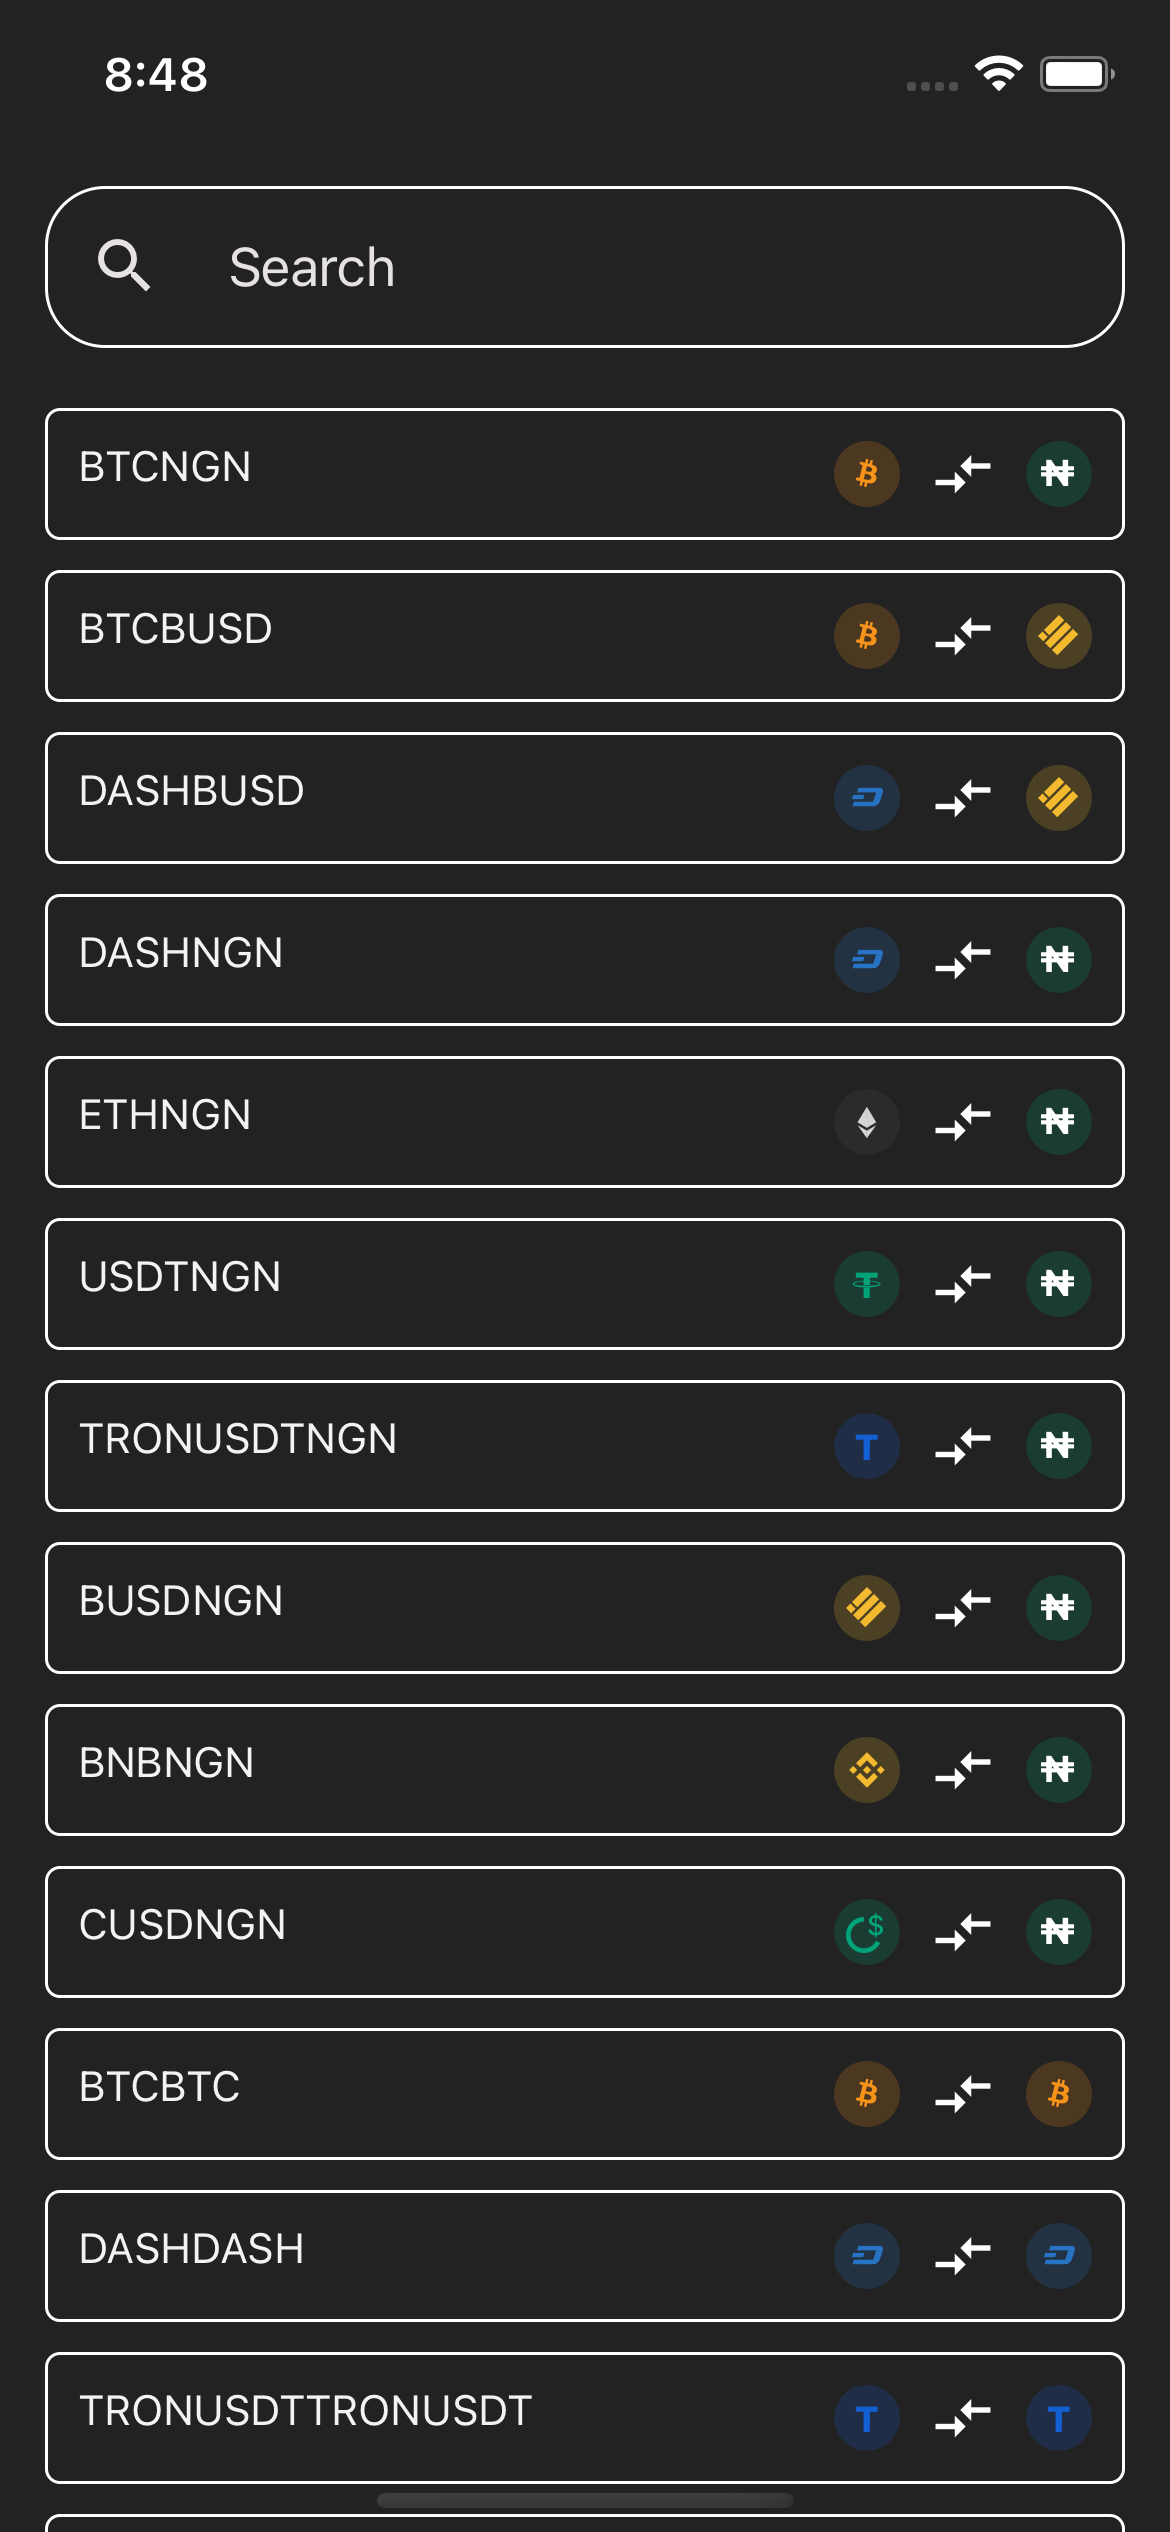 8:48
Search
BTCNGN
BTCBUSD
DASHBUSD
DASHNGN
ETHNGN
USDTNGN
TRONUSDTNGN
BUSDNGN
BNBNGN
CUSDNGN
BTCBTC
DASHDASH
TRONUSDTTRONUSDT